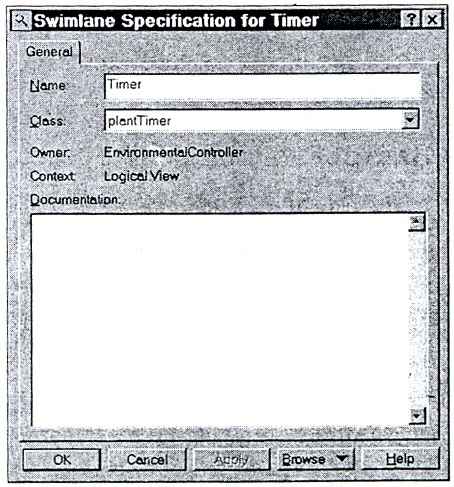 Swimlane Specification for Timer
General
Name: Timer
Class: plantTimer
Owner: EnvironmentalController
Context: Logical View
Documentation:
OK Cancel Apply Browse Help